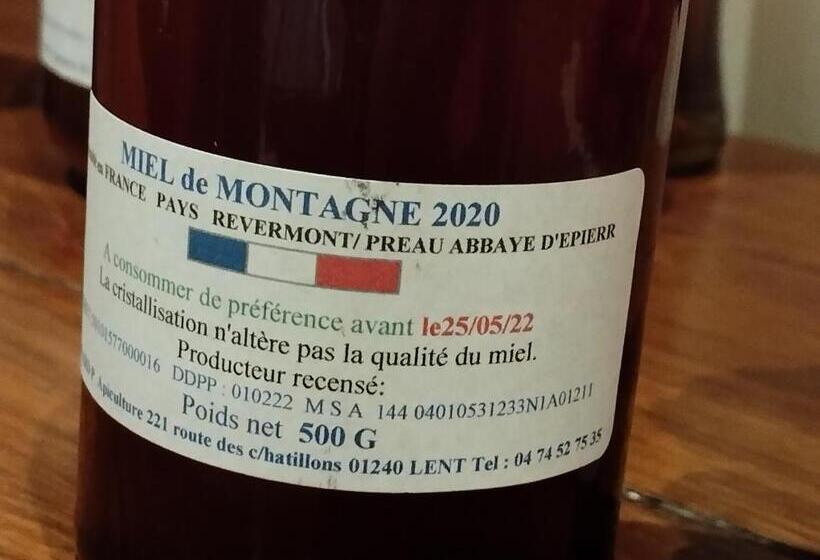 MIEL de MONTAGNE 2020
en FRANCE PAYS REVERMONT/ PREAU ABBAYE D'EPIERR
A consommer de préférence avant le25/05/22
La cristallisation n'altère pas la qualité du miel.
Producteur recensé:
DDPP : 010222 M S A 144 04010531233N1A01211
Poids net 500 G
Apiculture 221 route des c/hatillons 01240 LENT Tel : 04 74 52 75 35